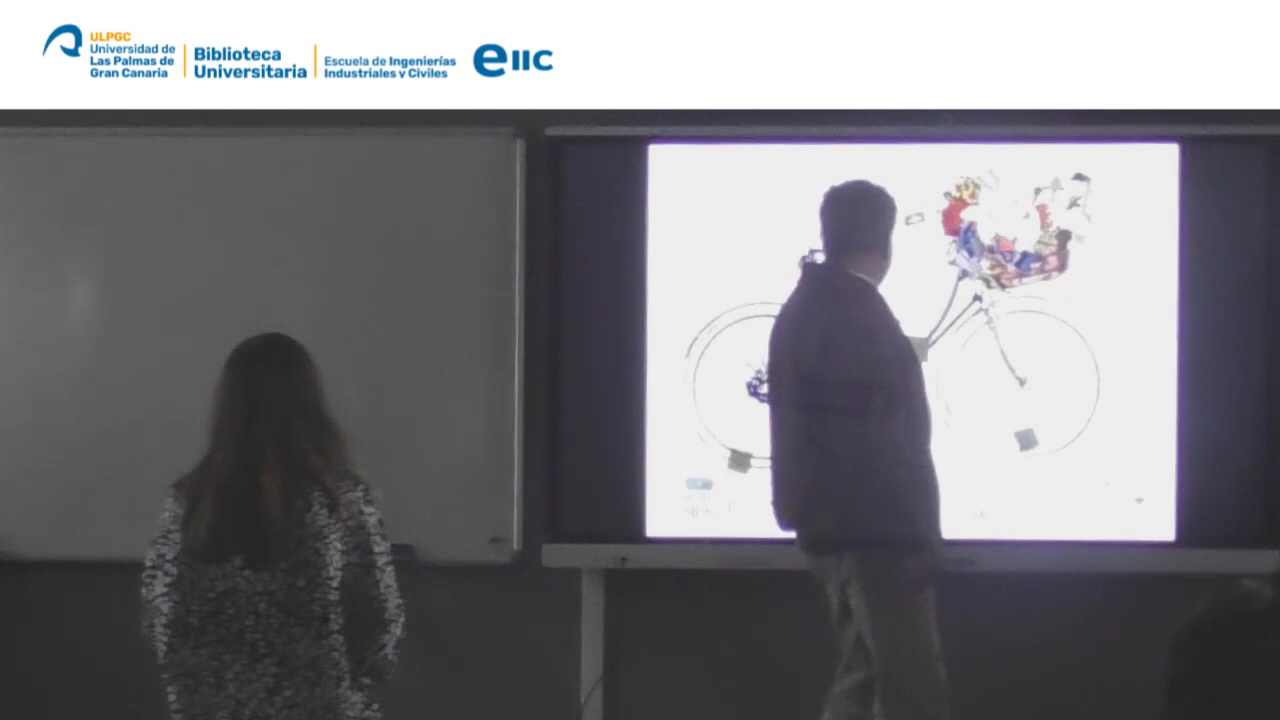 ULPGC
Universidad de
Las Palmas de
Gran Canaria
Biblioteca
Universitaria
Escuela de Ingenierías
Industriales y Civiles
eIIC